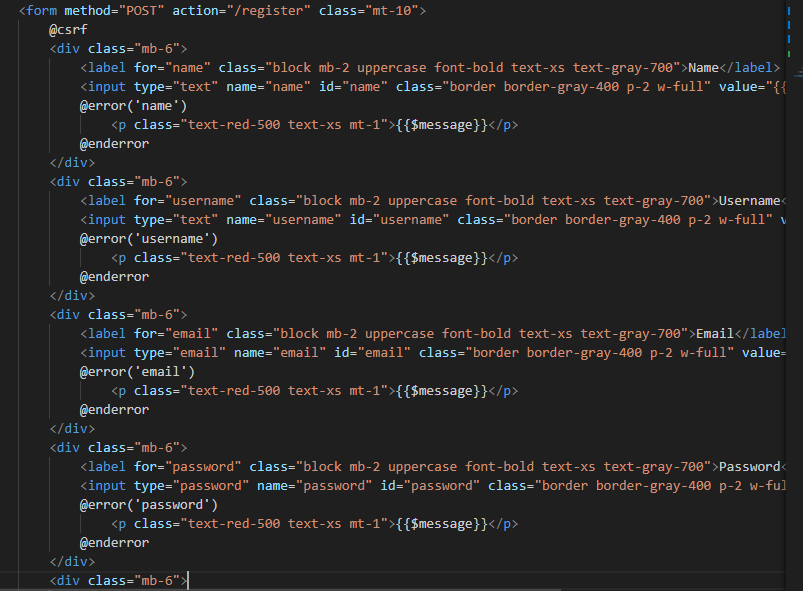 <form method="POST" action="/register" class="mt-10">
@csrf
<div class="mb-6">
<label for="name" class="block mb-2 uppercase font-bold text-xs text-gray-700">Name</label>
<input type="text" name="name" id="name" class="border border-gray-400 p-2 w-full" value="{{
@error('name')
<p class="text-red-500 text-xs mt-1">{{$message}}</p>
@enderror
</div>
<div class="mb-6">
<label for="username" class="block mb-2 uppercase font-bold text-xs text-gray-700">Username<
<input type="text" name="username" id="username" class="border border-gray-400 p-2 w-full" v
@error('username')
<p class="text-red-500 text-xs mt-1">{{$message}}</p>
@enderror
</div>
<div class="mb-6">
<label for="email" class="block mb-2 uppercase font-bold text-xs text-gray-700">Email</label
<input type="email" name="email" id="email" class="border border-gray-400 p-2 w-full" value=
@error('email')
<p class="text-red-500 text-xs mt-1">{{$message}}</p>
@enderror
</div>
<div class="mb-6">
<label for="password" class="block mb-2 uppercase font-bold text-xs text-gray-700">Password<
<input type="password" name="password" id="password" class="border border-gray-400 p-2 w-ful
@error('password')
<p class="text-red-500 text-xs mt-1">{{$message}}</p>
@enderror
</div>
<div class="mb-6">